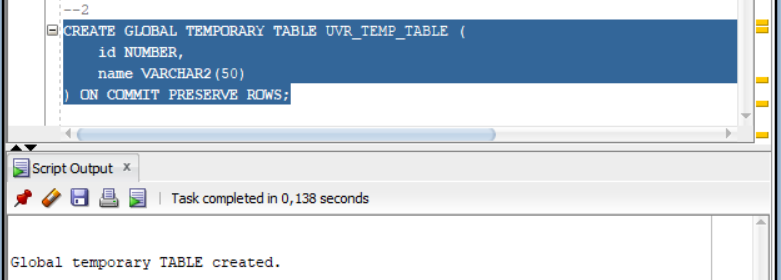 --2
CREATE GLOBAL TEMPORARY TABLE UVR_TEMP_TABLE (
id NUMBER,
name VARCHAR2(50)
) ON COMMIT PRESERVE ROWS;
Script Output x
Task completed in 0,138 seconds
Global temporary TABLE created.